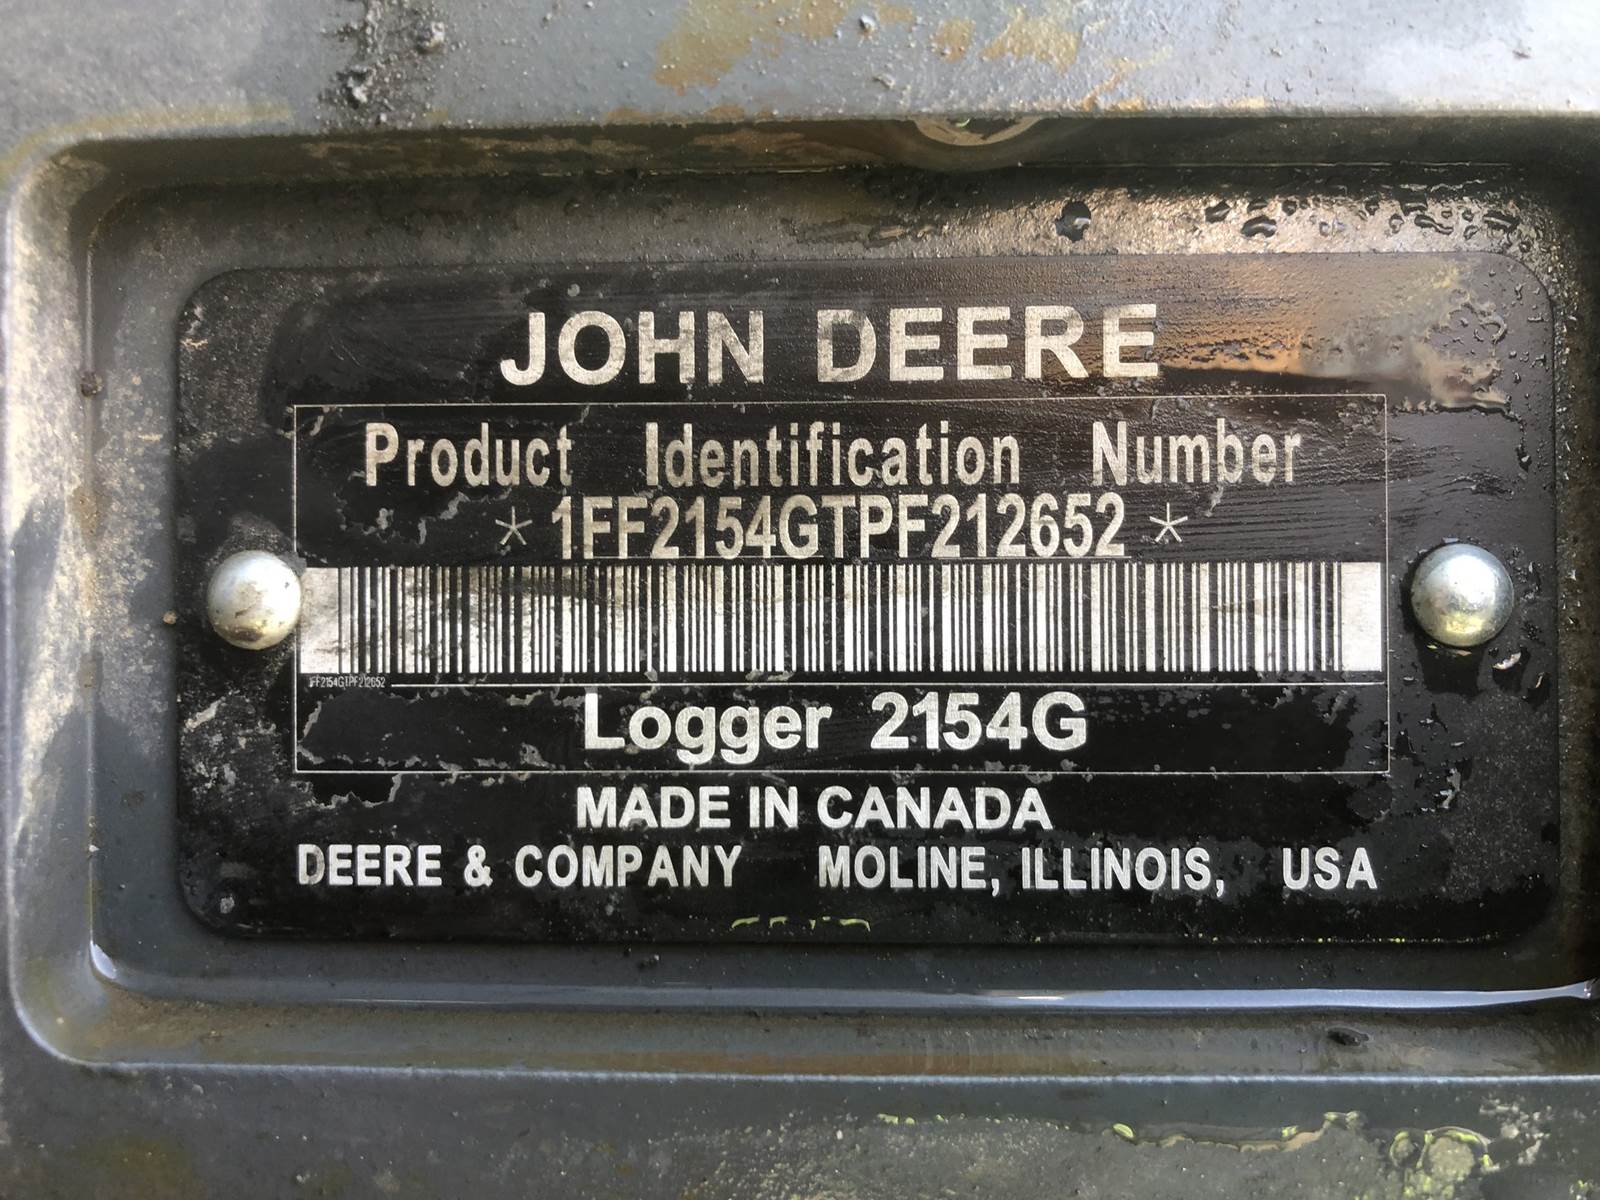 JOHN DEERE
Product Identification Number
* 1FF2154GTPF212652 *
1FF2154GTPF212652
Logger 2154G
MADE IN CANADA
DEERE & COMPANY MOLINE, ILLINOIS, USA